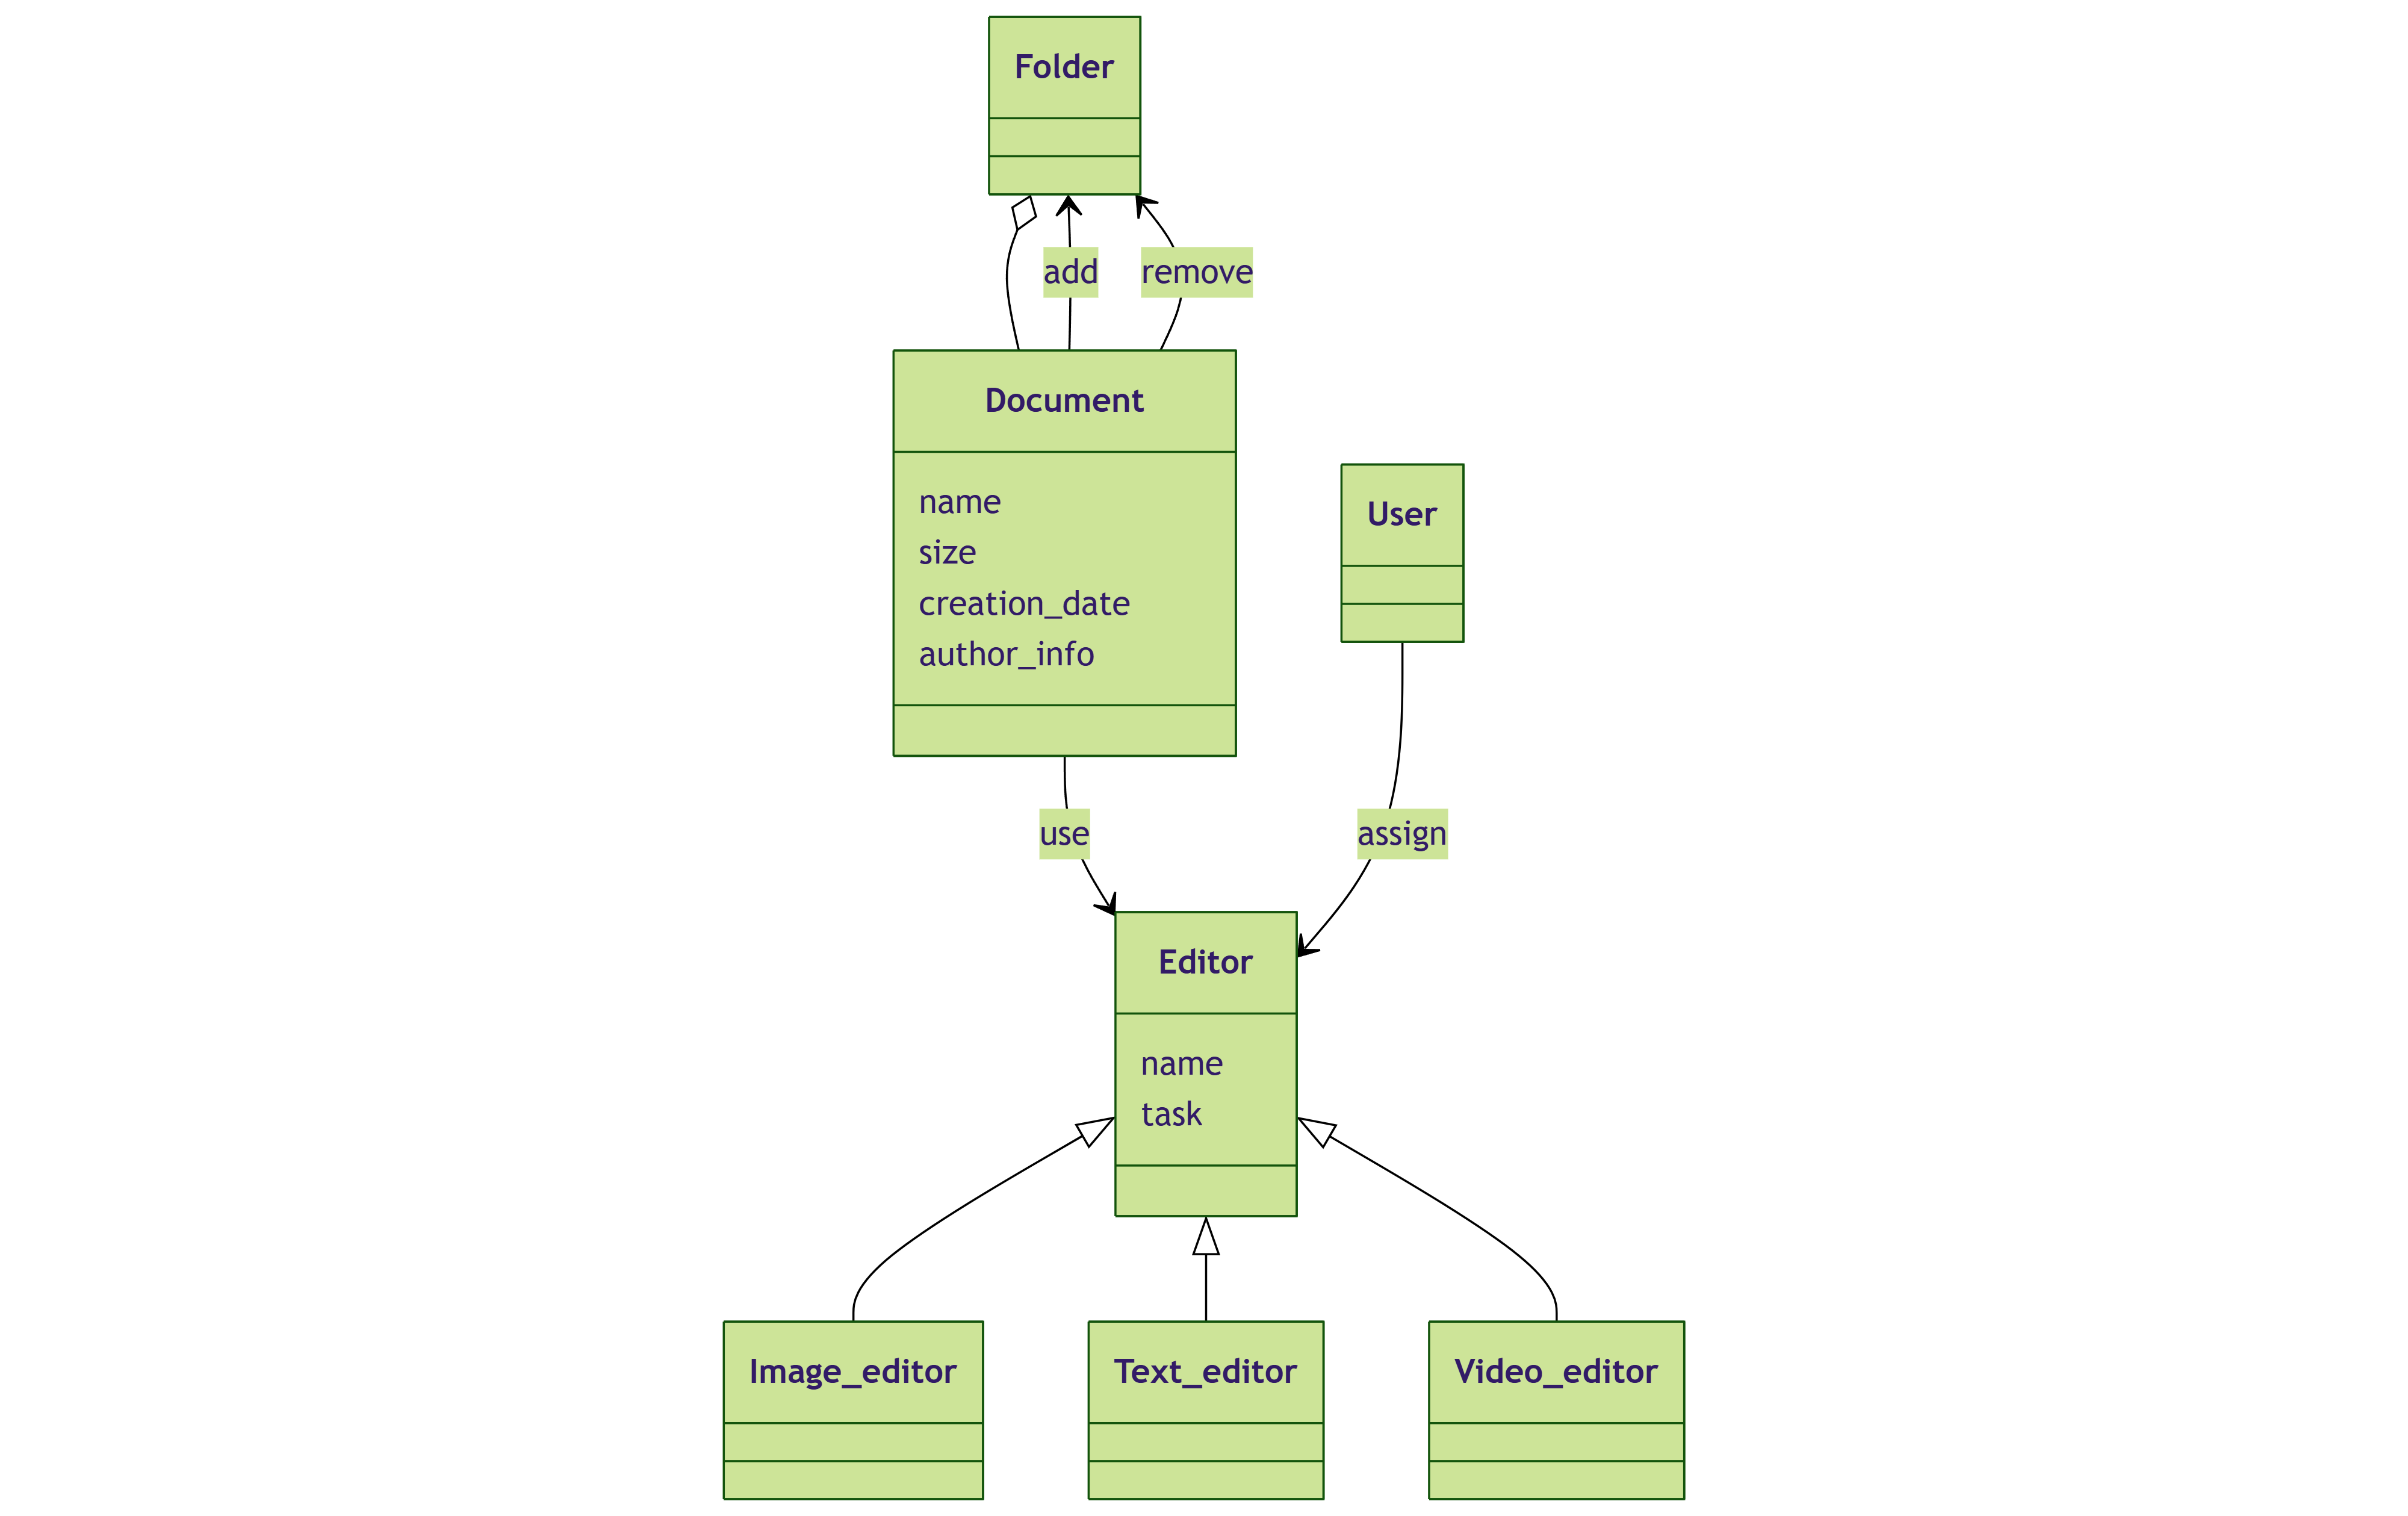 Folder
add
remove
Document
name
size
creation_date
author_info
User
use
assign
Editor
name
task
Image_editor
Text_editor
Video_editor